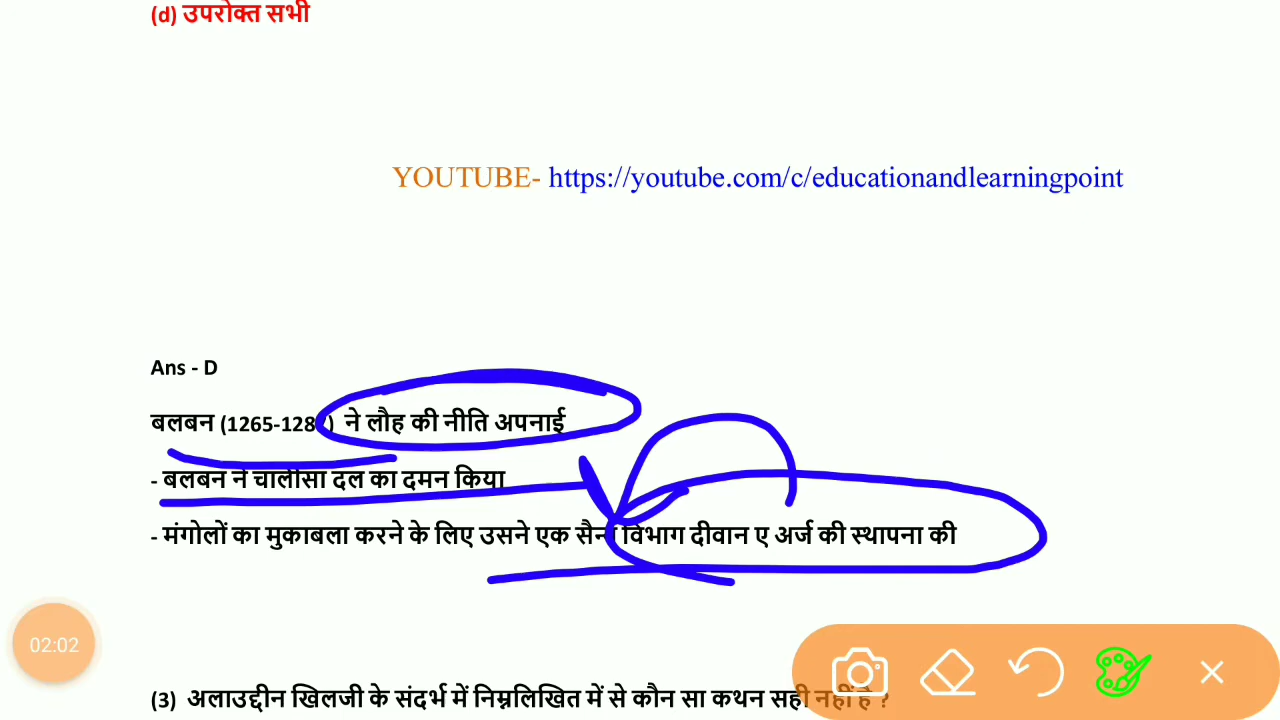 (d) उपरोक्त सभी
YOUTUBE- https://youtube.com/c/educationandlearningpoint
Ans - D
बलबन (1265-128 ) ने लौह की नीति अपनाई
- बलबन ने चालीसा दल का दमन किया
- मंगोलों का मुकाबला करने के लिए उसने एक सैन्य विभाग दीवान ए अर्ज की स्थापना की
02:02
(3) अलाउद्दीन खिलजी के संदर्भ में निम्नलिखित में से कौन सा कथन सही नहीं है ?